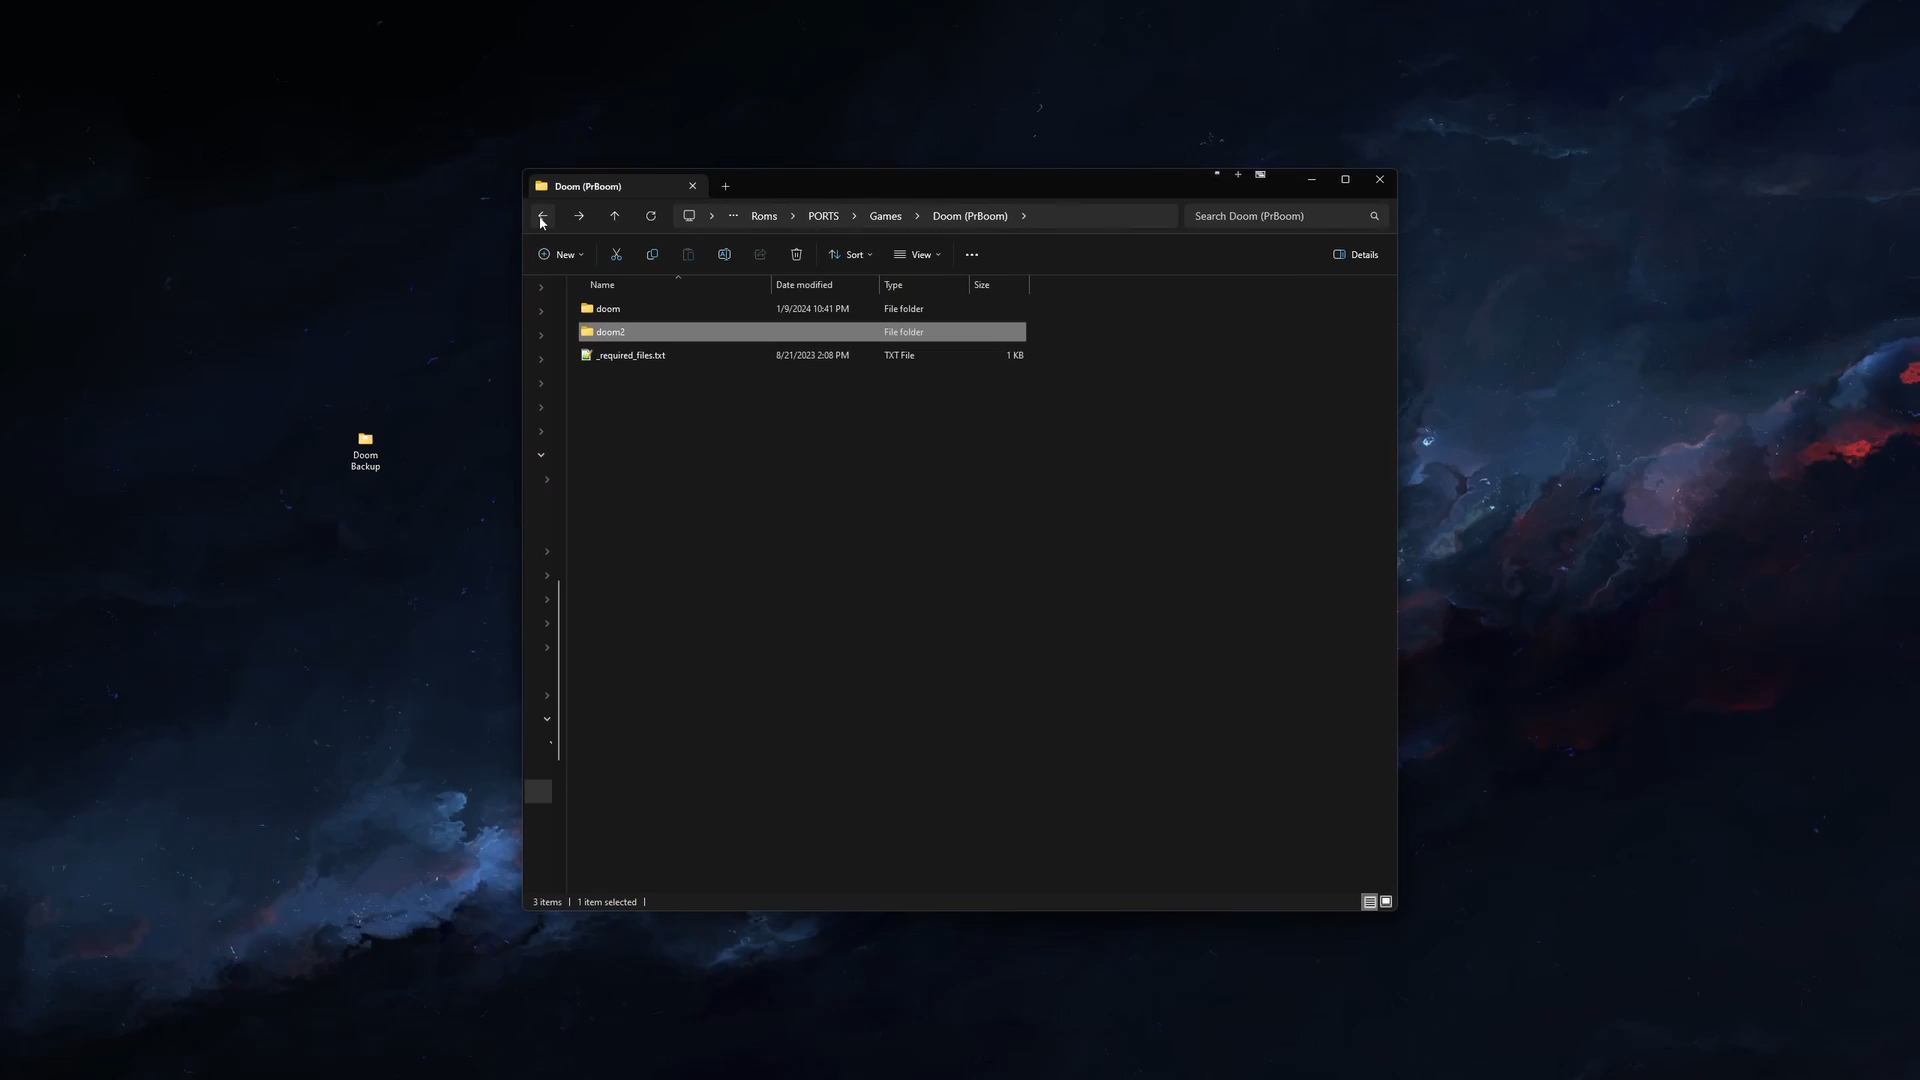 Doom (PrBoom)
Roms PORTS Games Doom (PrBoom) Search Doom (PrBoom)
New Sort View Details
Name Date modified Type Size
doom 1/9/2024 10:41 PM File folder
doom2 File folder
_required_files.txt 8/21/2023 2:08 PM TXT File 1 KB
Doom
Backup
3 items 1 item selected